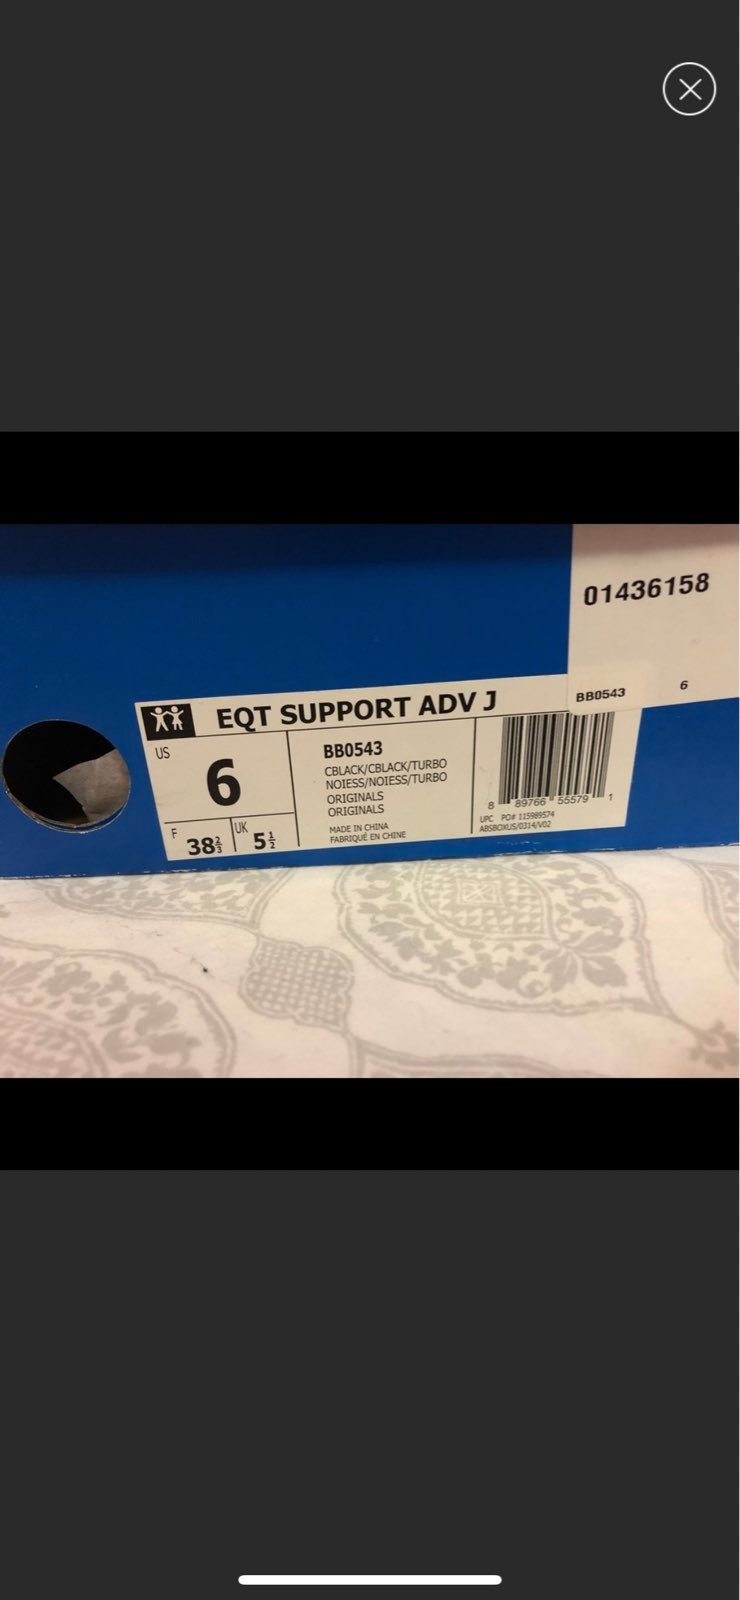 01436158
BB0543 6
EQT SUPPORT ADV J
US
6
F
38⅔
UK
5½
BB0543
CBLACK/CBLACK/TURBO
NOIESS/NOIESS/TURBO
ORIGINALS
ORIGINALS
MADE IN CHINA
FABRIQUÉ EN CHINE
8 89766 55579 1
UPC PO# 115989574
ABSBOXUS/0314/V02